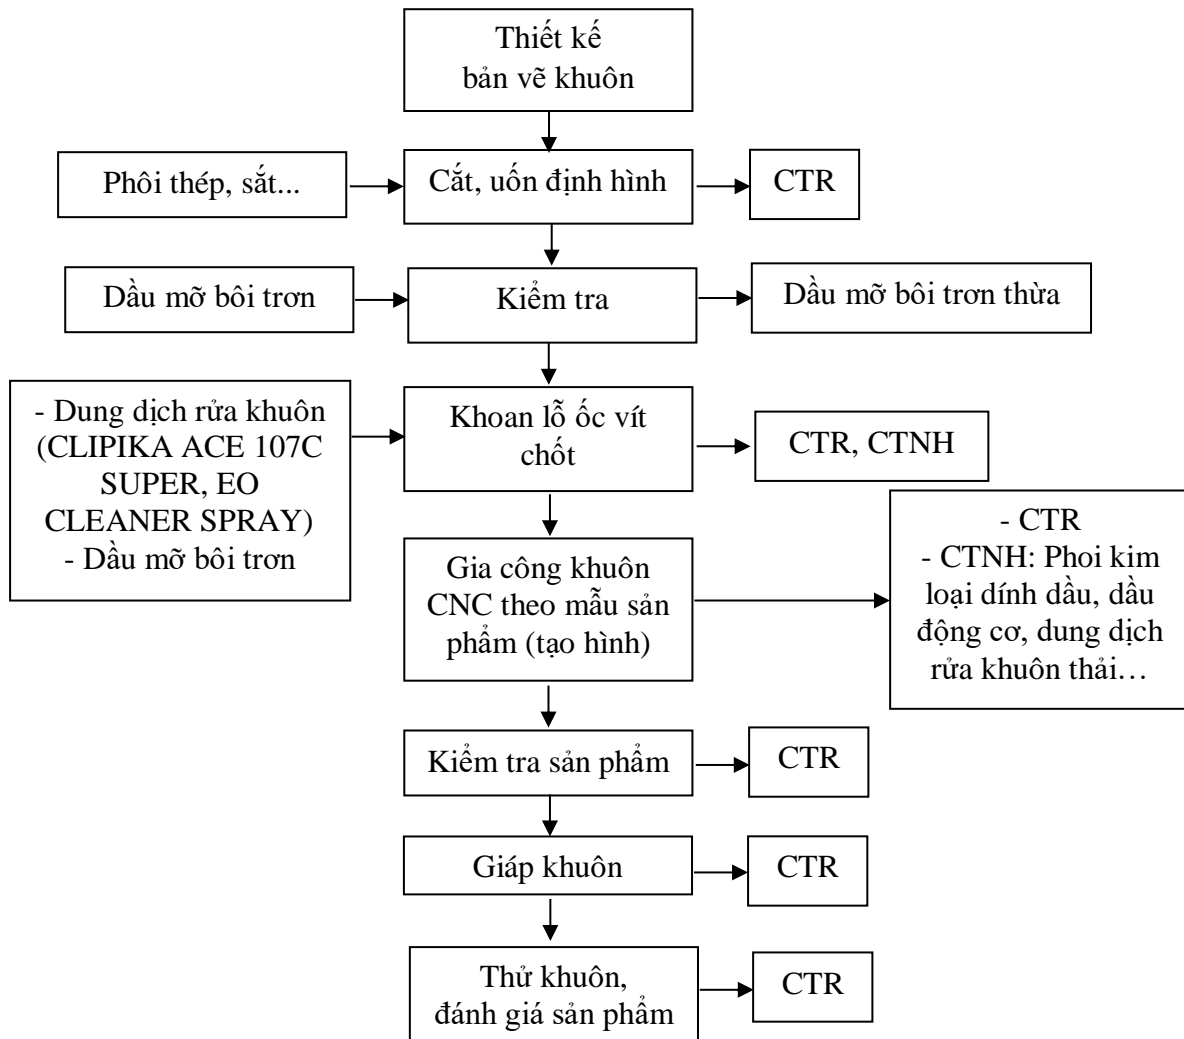 Thiết kế
bản vẽ khuôn
Phôi thép, sắt...
Cắt, uốn định hình
CTR
Dầu mỡ bôi trơn
Kiểm tra
Dầu mỡ bôi trơn thừa
- Dung dịch rửa khuôn
(CLIPIKA ACE 107C
SUPER, EO
CLEANER SPRAY)
- Dầu mỡ bôi trơn
Khoan lỗ ốc vít
chốt
CTR, CTNH
Gia công khuôn
CNC theo mẫu sản
phẩm (tạo hình)
- CTR
- CTNH: Phoi kim
loại dính dầu, dầu
động cơ, dung dịch
rửa khuôn thải…
Kiểm tra sản phẩm
CTR
Giáp khuôn
CTR
Thử khuôn,
đánh giá sản phẩm
CTR